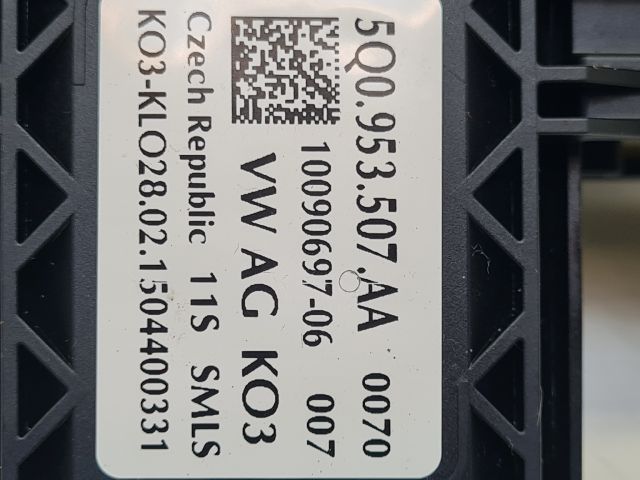 5Q0.953.507.AA 0070
10090697-06 007
VW AG KO3
Czech Republic 11S SMLS
KO3-KLO28.02.1504400331